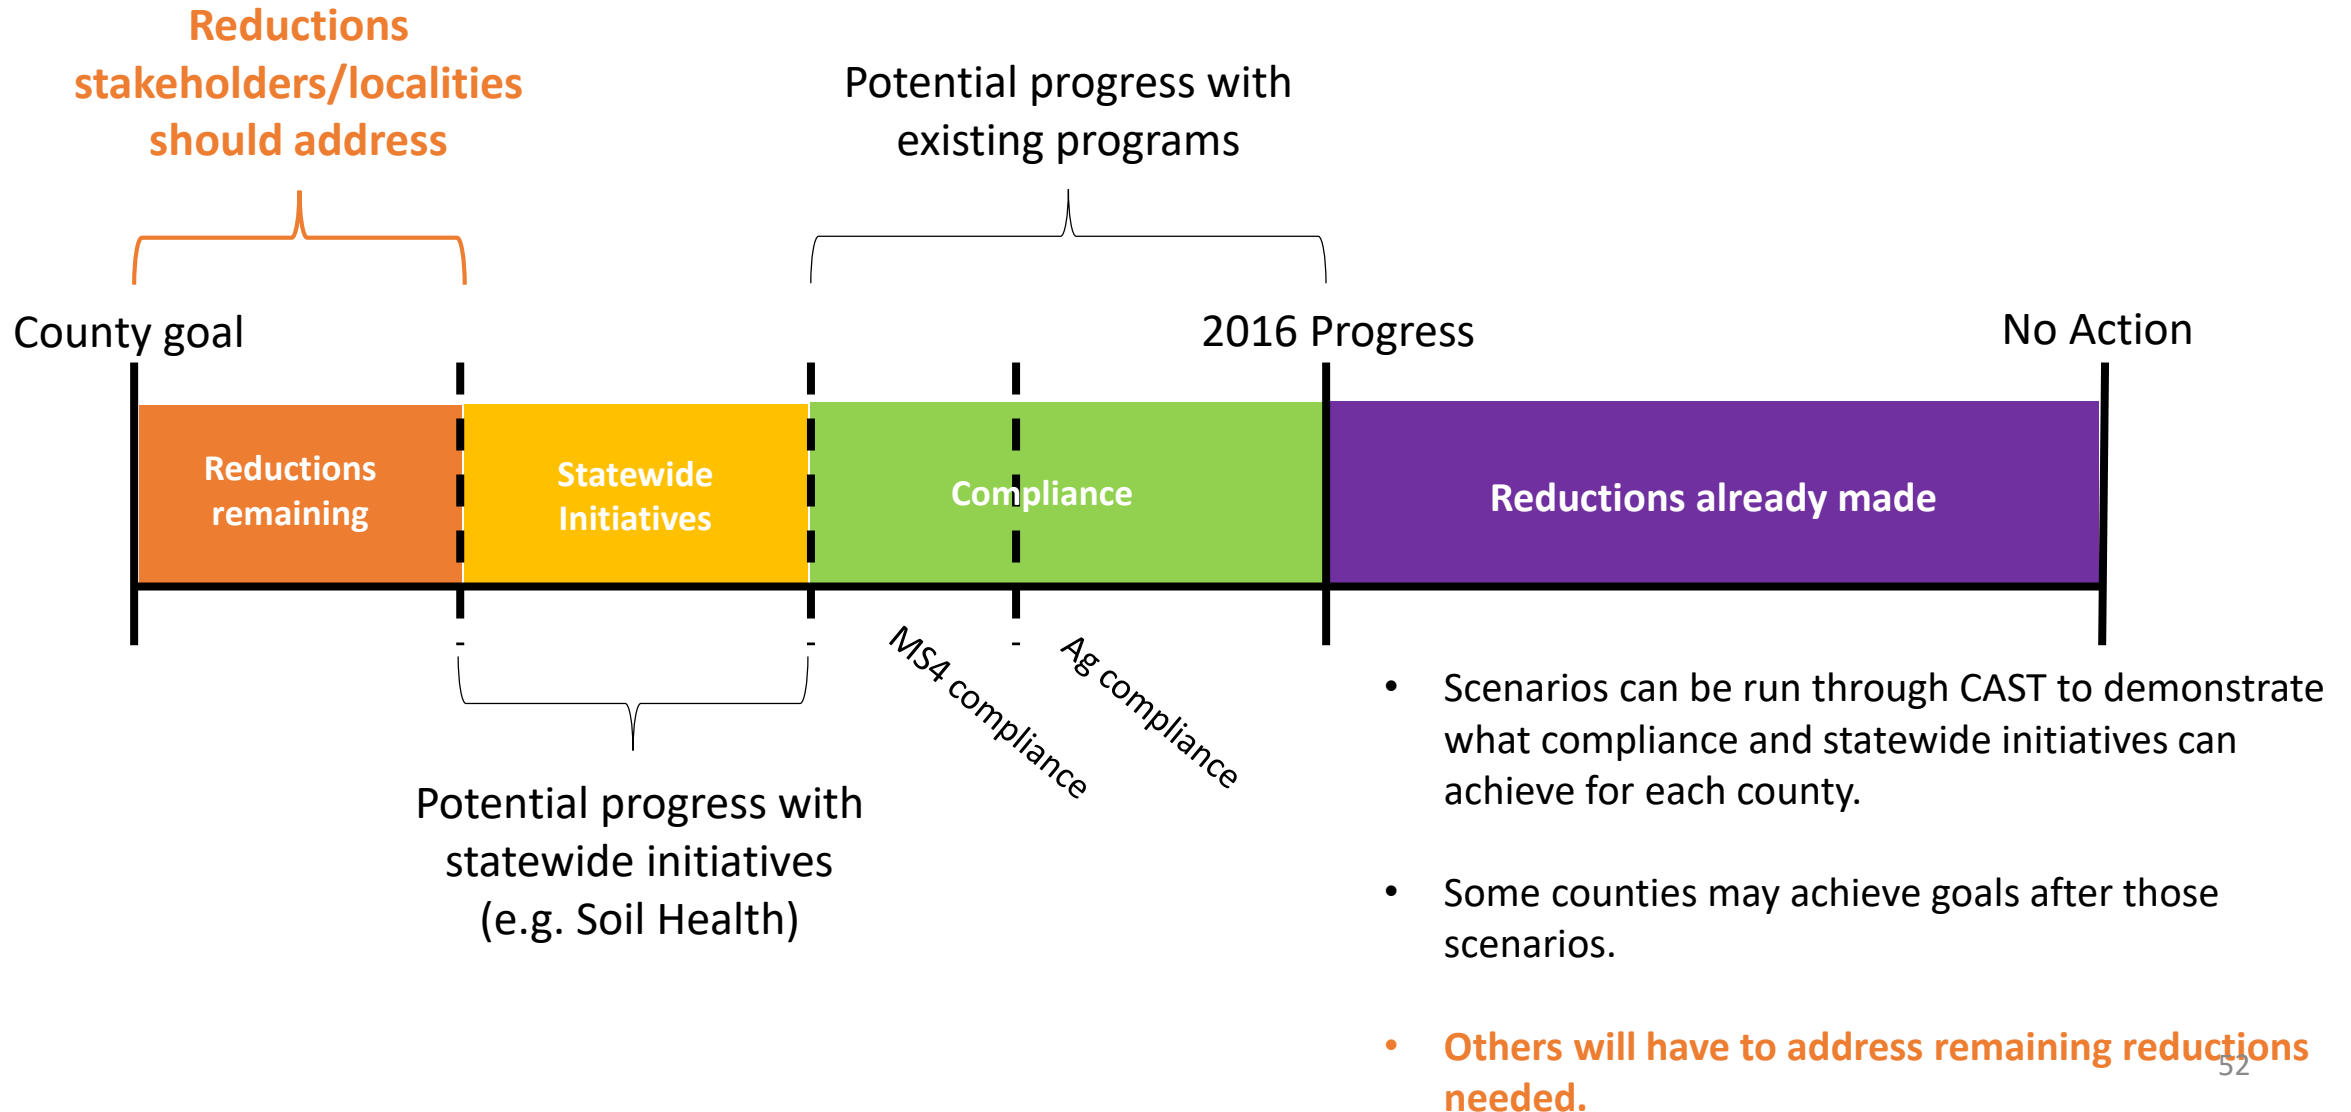 Reductions
stakeholders/localities
should address
Potential progress with
existing programs
County goal
2016 Progress
No Action
Reductions
remaining
Statewide
Initiatives
Compliance
Reductions already made
MS4 compliance
Ag compliance
Potential progress with
statewide initiatives
(e.g. Soil Health)
• Scenarios can be run through CAST to demonstrate
what compliance and statewide initiatives can
achieve for each county.
• Some counties may achieve goals after those
scenarios.
• Others will have to address remaining reductions
needed.
52